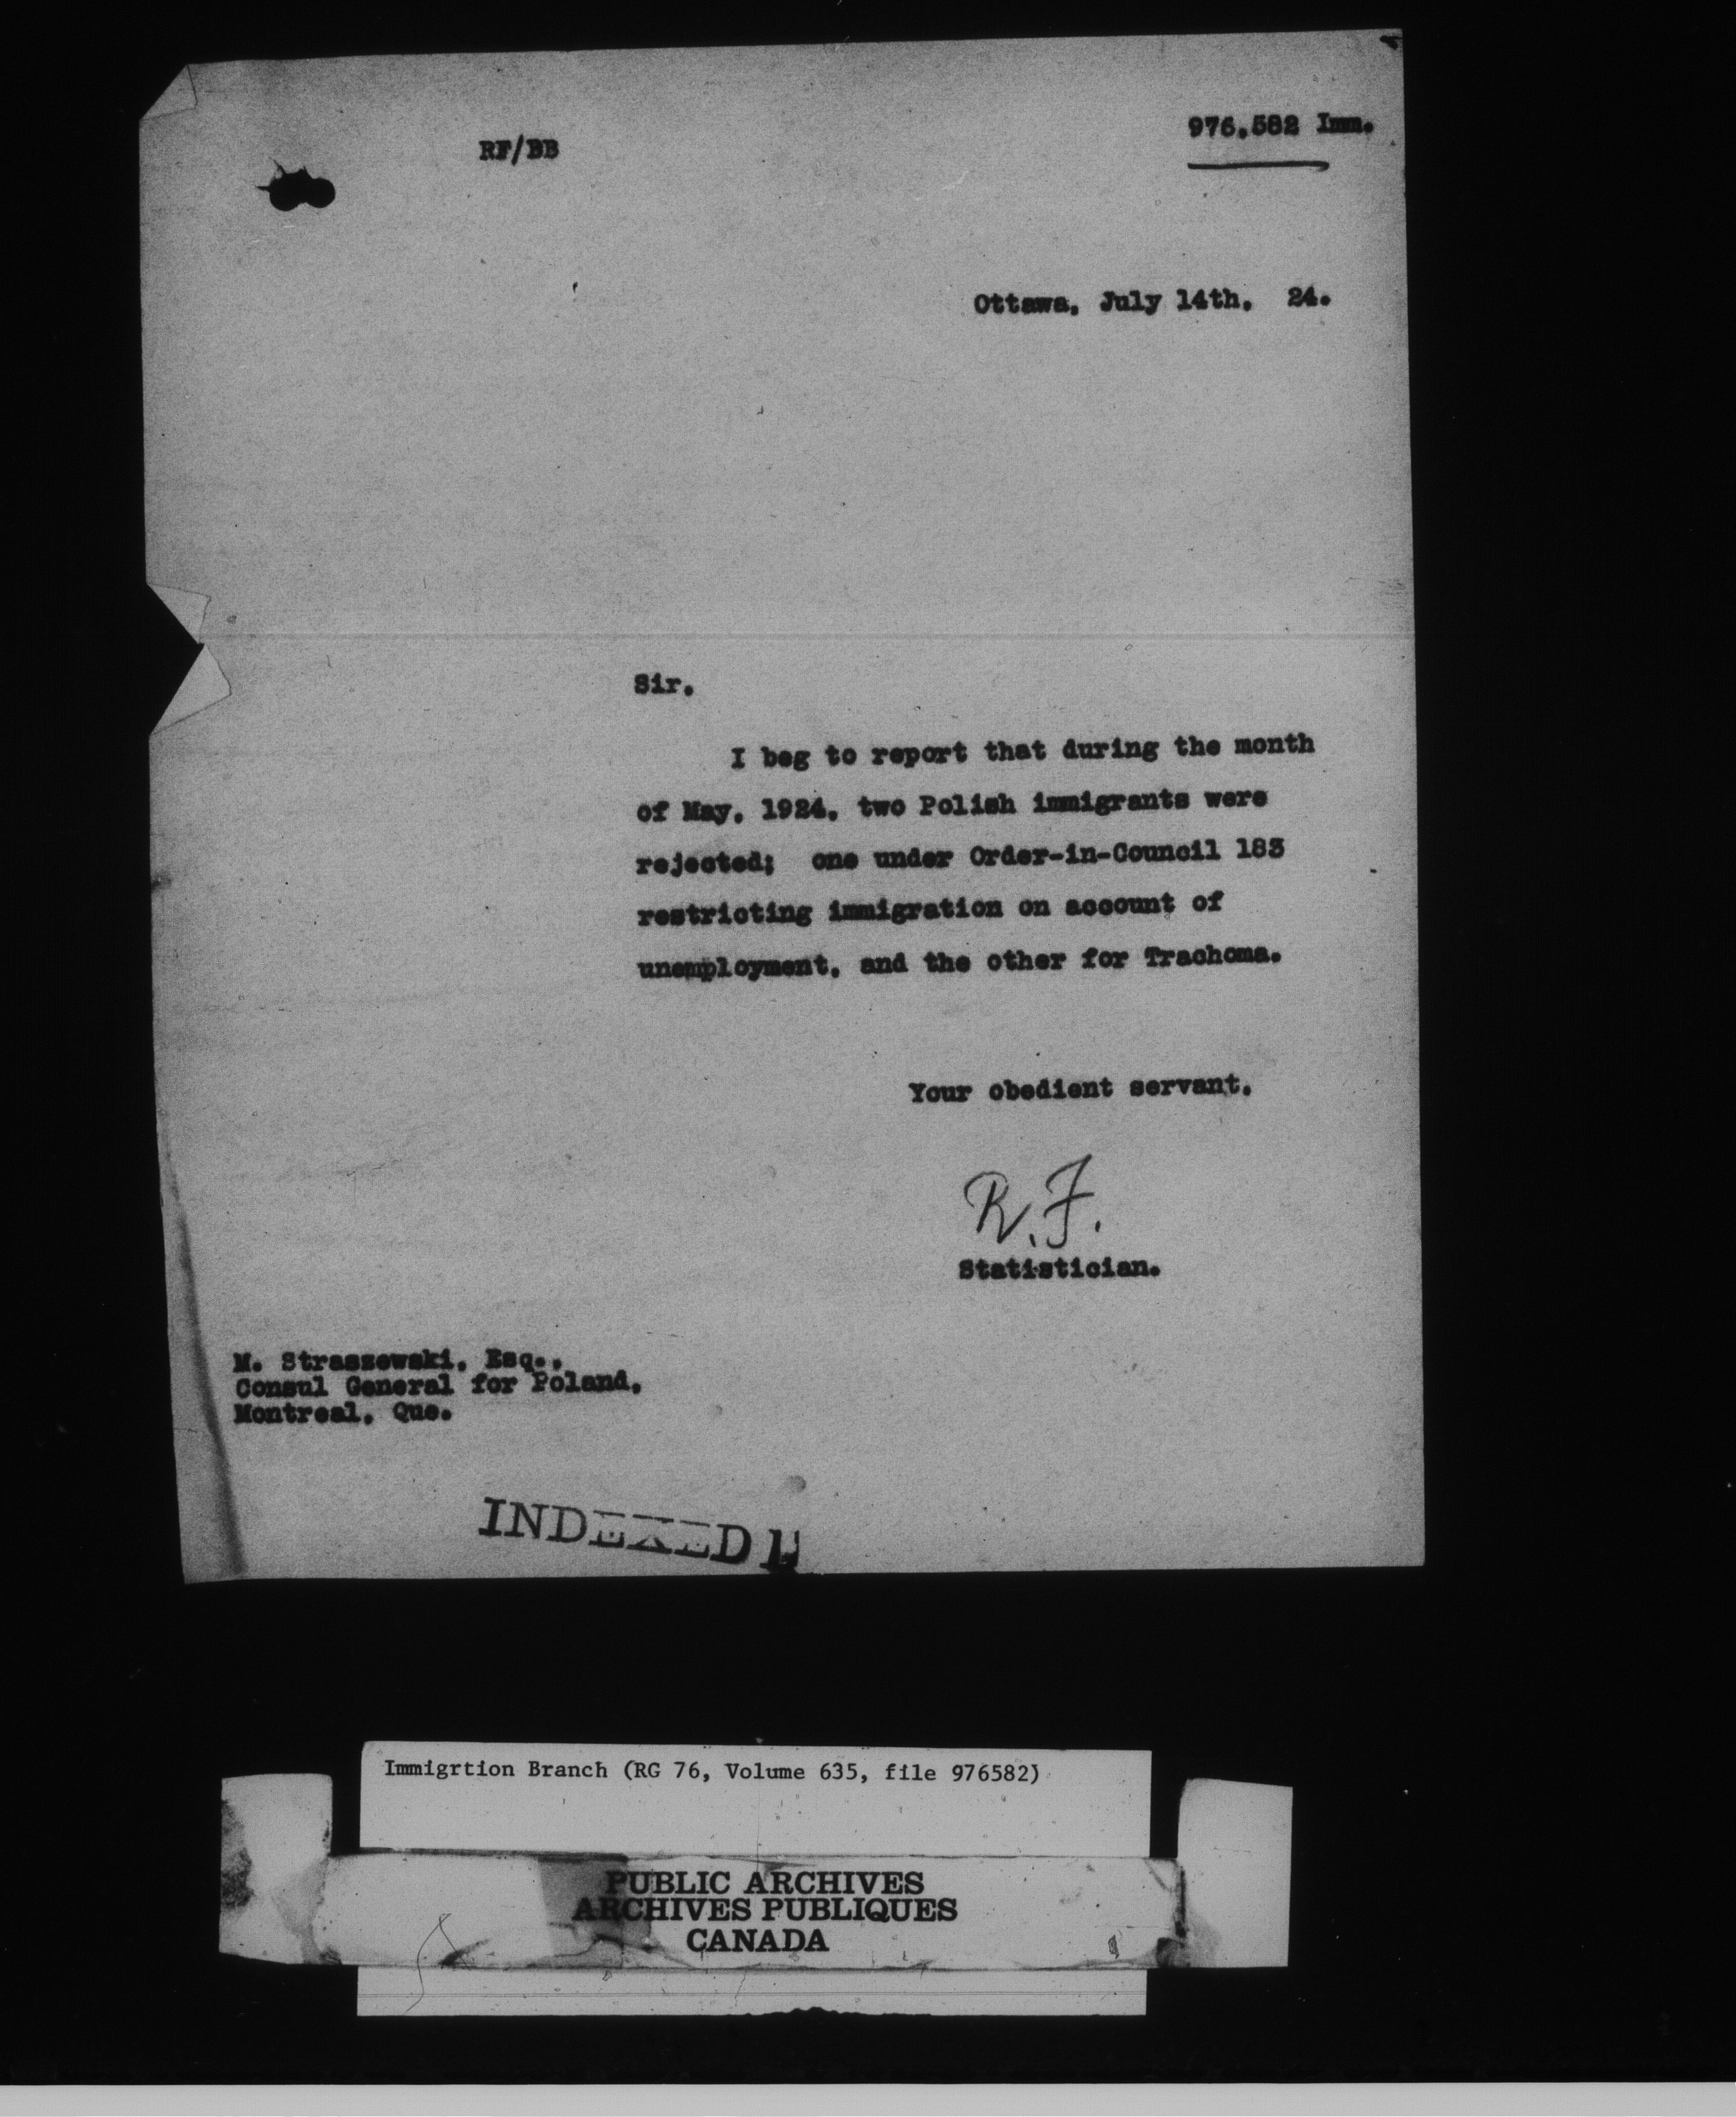 976,582 Imm.
RF/BB
Ottawa, July 14th, 24.
Sir,
I beg to report that during the month
of May, 1924, two Polish immigrants were
rejected; one under Order-in-Council 183
restricting immigration on account of
unemployment, and the other for Trachoma.
Your obedient servant,
R.F.
Statistician.
M. Straszewski, Esq.,
Consul General for Poland,
Montreal, Que.
INDEXED
Immigrtion Branch (RG 76, Volume 635, file 976582)
PUBLIC ARCHIVES
ARCHIVES PUBLIQUES
CANADA